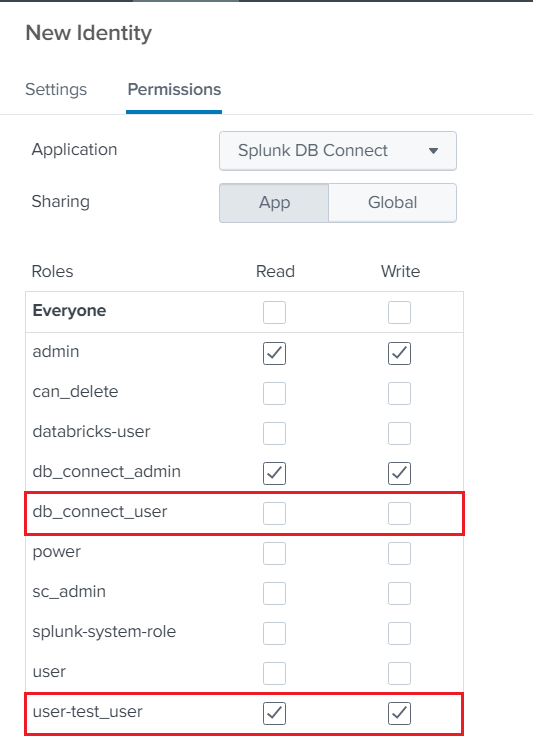 New Identity
Settings Permissions
Application Splunk DB Connect
Sharing App Global
Roles Read Write
Everyone
admin
can_delete
databricks-user
db_connect_admin
db_connect_user
power
sc_admin
splunk-system-role
user
user-test_user